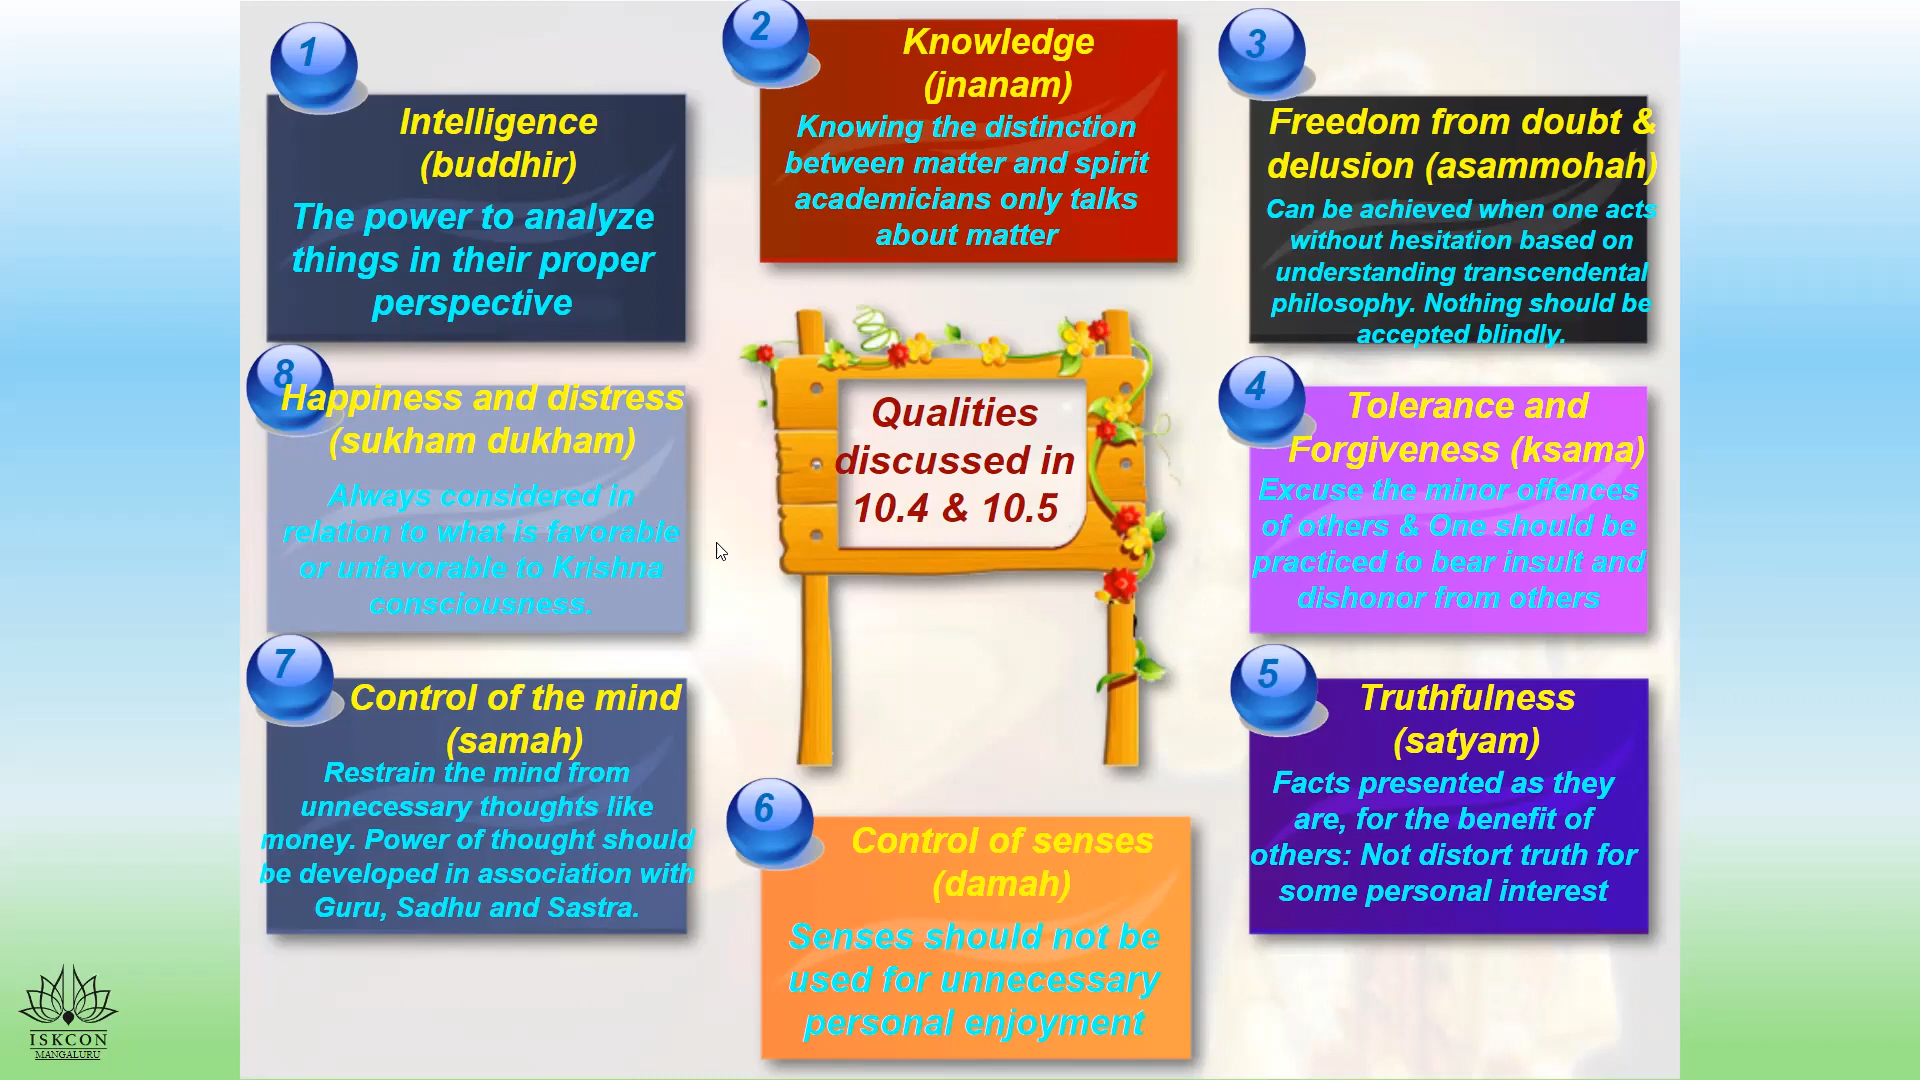 1
Intelligence
(buddhir)
The power to analyze
things in their proper
perspective
2
Knowledge
(jnanam)
Knowing the distinction
between matter and spirit
academicians only talks
about matter
3
Freedom from doubt &
delusion (asammohah)
Can be achieved when one acts
without hesitation based on
understanding transcendental
philosophy. Nothing should be
accepted blindly.
4
Tolerance and
Forgiveness (ksama)
Excuse the minor offences
of others & One should be
practiced to bear insult and
dishonor from others
5
Truthfulness
(satyam)
Facts presented as they
are, for the benefit of
others: Not distort truth for
some personal interest
6
Control of senses
(damah)
Senses should not be
used for unnecessary
personal enjoyment
7
Control of the mind
(samah)
Restrain the mind from
unnecessary thoughts like
money. Power of thought should
be developed in association with
Guru, Sadhu and Sastra.
8
Happiness and distress
(sukham dukham)
Always considered in
relation to what is favorable
or unfavorable to Krishna
consciousness.
Qualities
discussed in
10.4 & 10.5
ISKCON
MANGALURU